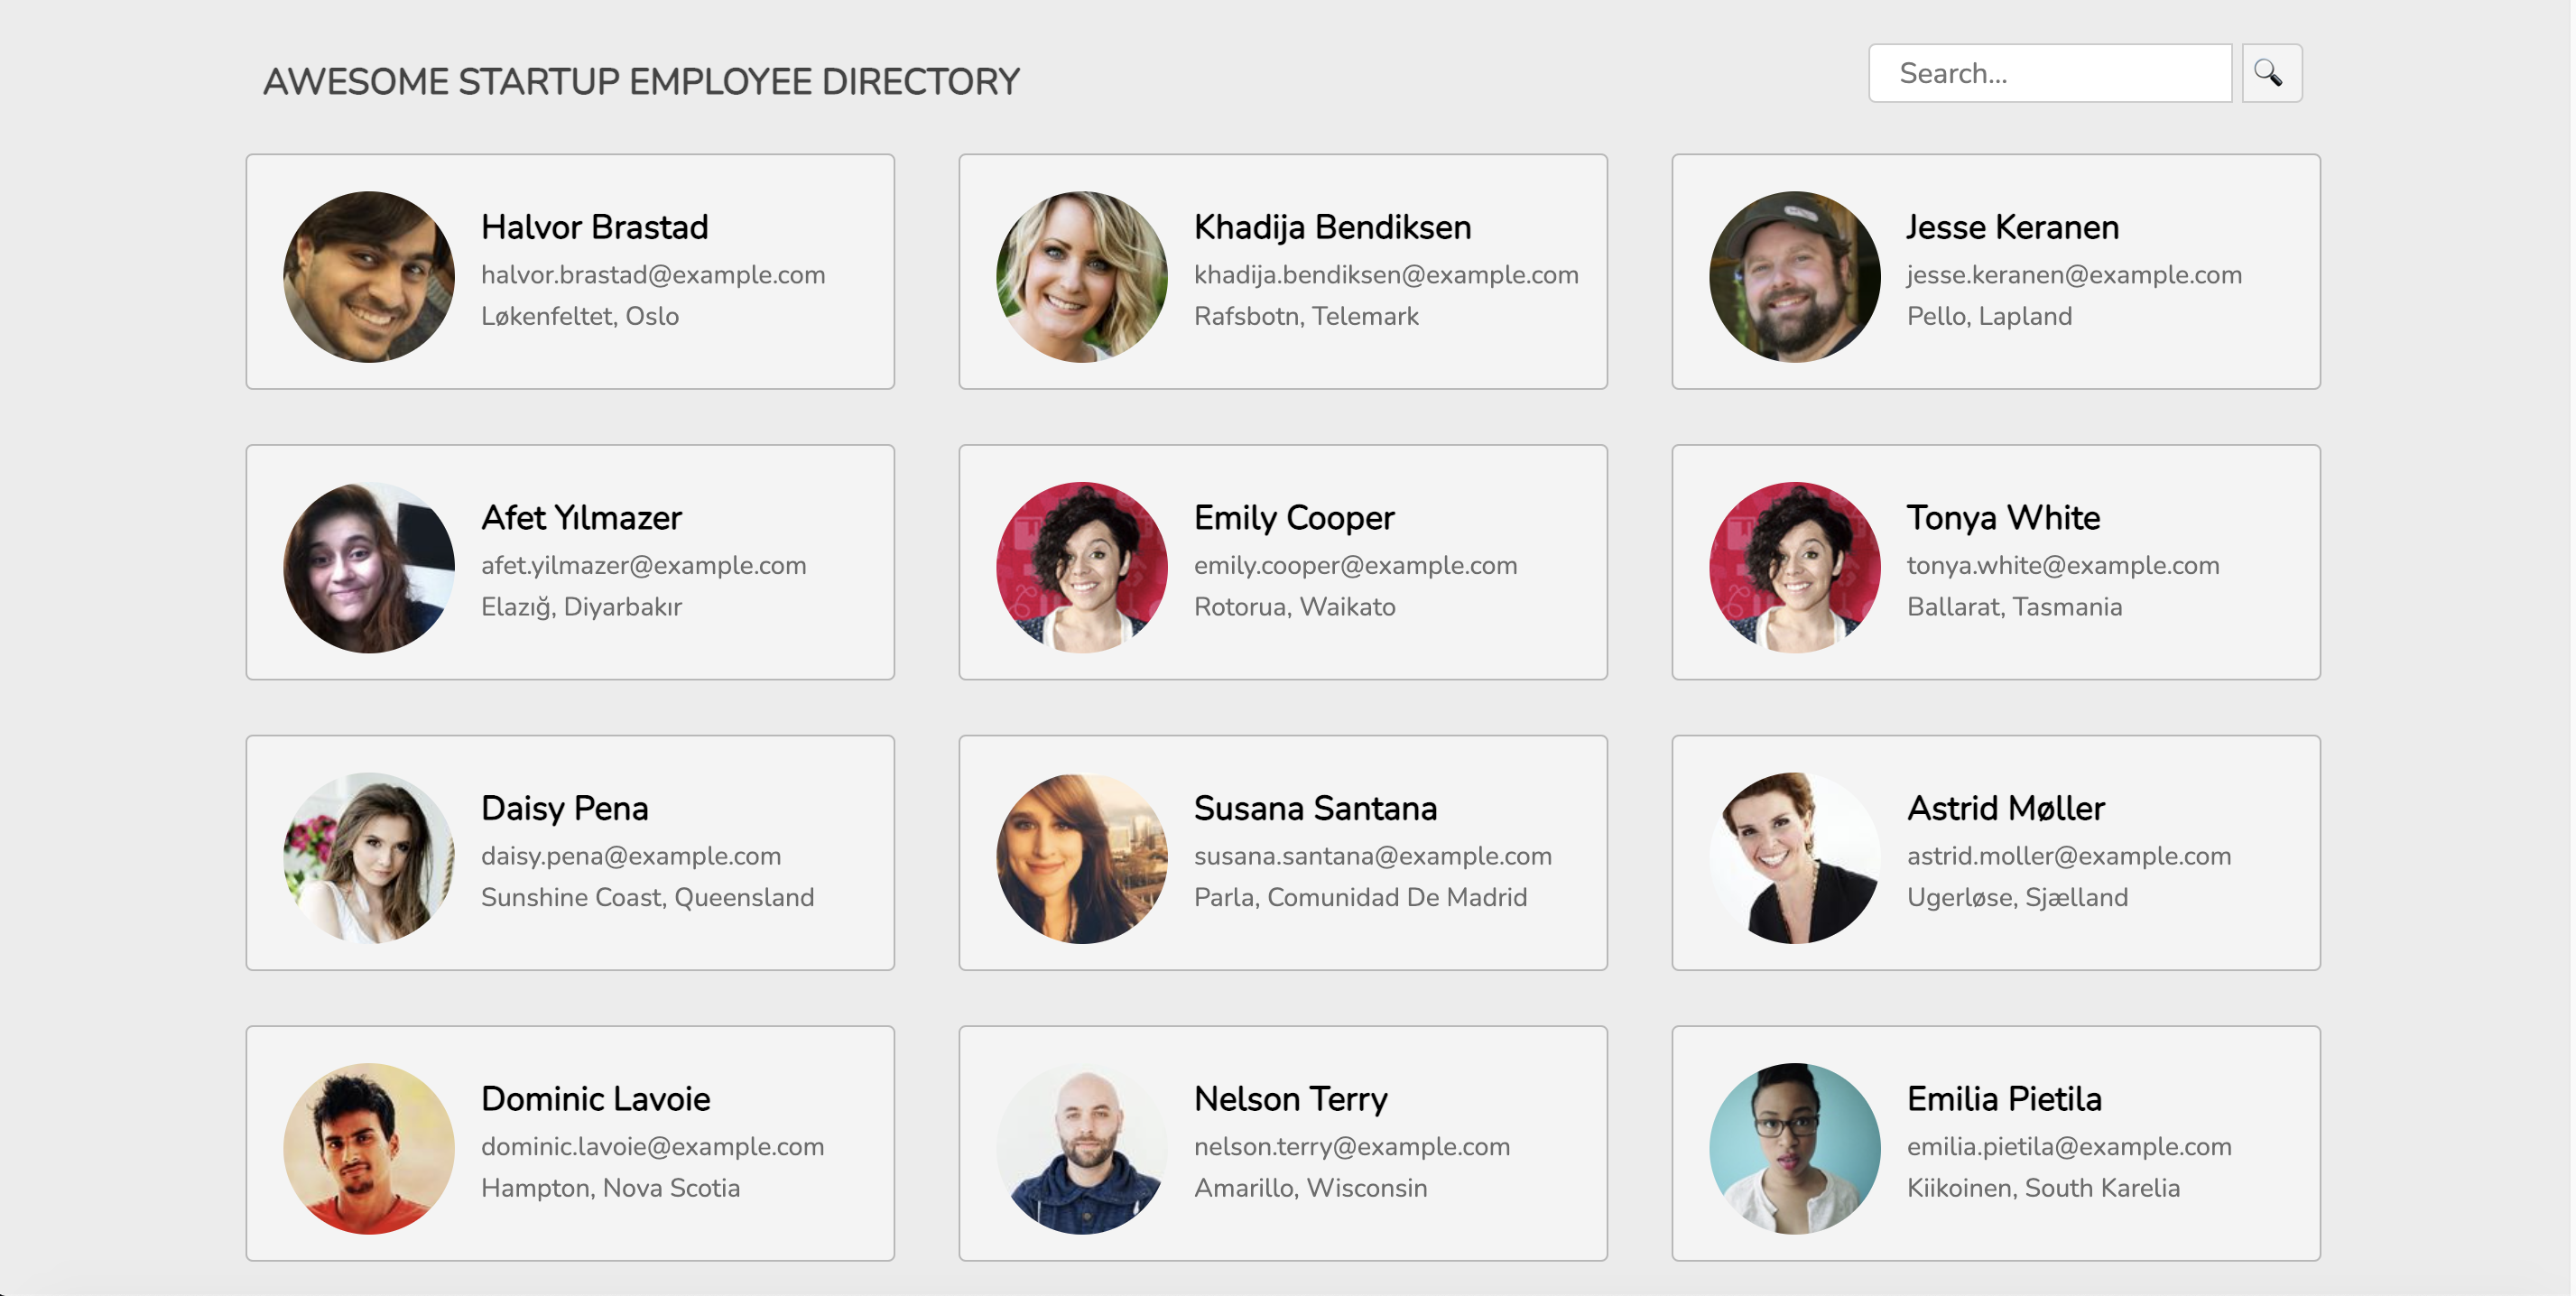 AWESOME STARTUP EMPLOYEE DIRECTORY
Search...
Halvor Brastad
halvor.brastad@example.com
Løkenfeltet, Oslo
Khadija Bendiksen
khadija.bendiksen@example.com
Rafsbotn, Telemark
Jesse Keranen
jesse.keranen@example.com
Pello, Lapland
Afet Yılmazer
afet.yilmazer@example.com
Elazığ, Diyarbakır
Emily Cooper
emily.cooper@example.com
Rotorua, Waikato
Tonya White
tonya.white@example.com
Ballarat, Tasmania
Daisy Pena
daisy.pena@example.com
Sunshine Coast, Queensland
Susana Santana
susana.santana@example.com
Parla, Comunidad De Madrid
Astrid Møller
astrid.moller@example.com
Ugerløse, Sjælland
Dominic Lavoie
dominic.lavoie@example.com
Hampton, Nova Scotia
Nelson Terry
nelson.terry@example.com
Amarillo, Wisconsin
Emilia Pietila
emilia.pietila@example.com
Kiikoinen, South Karelia